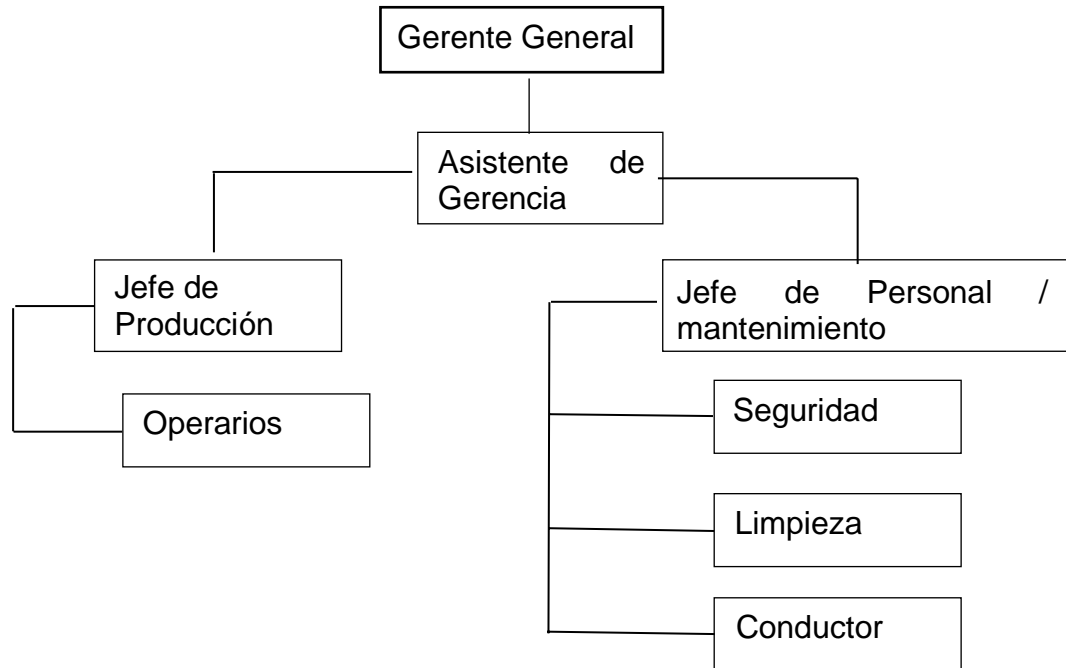 Gerente General
Asistente de
Gerencia
Jefe de
Producción
Jefe de Personal /
mantenimiento
Operarios
Seguridad
Limpieza
Conductor